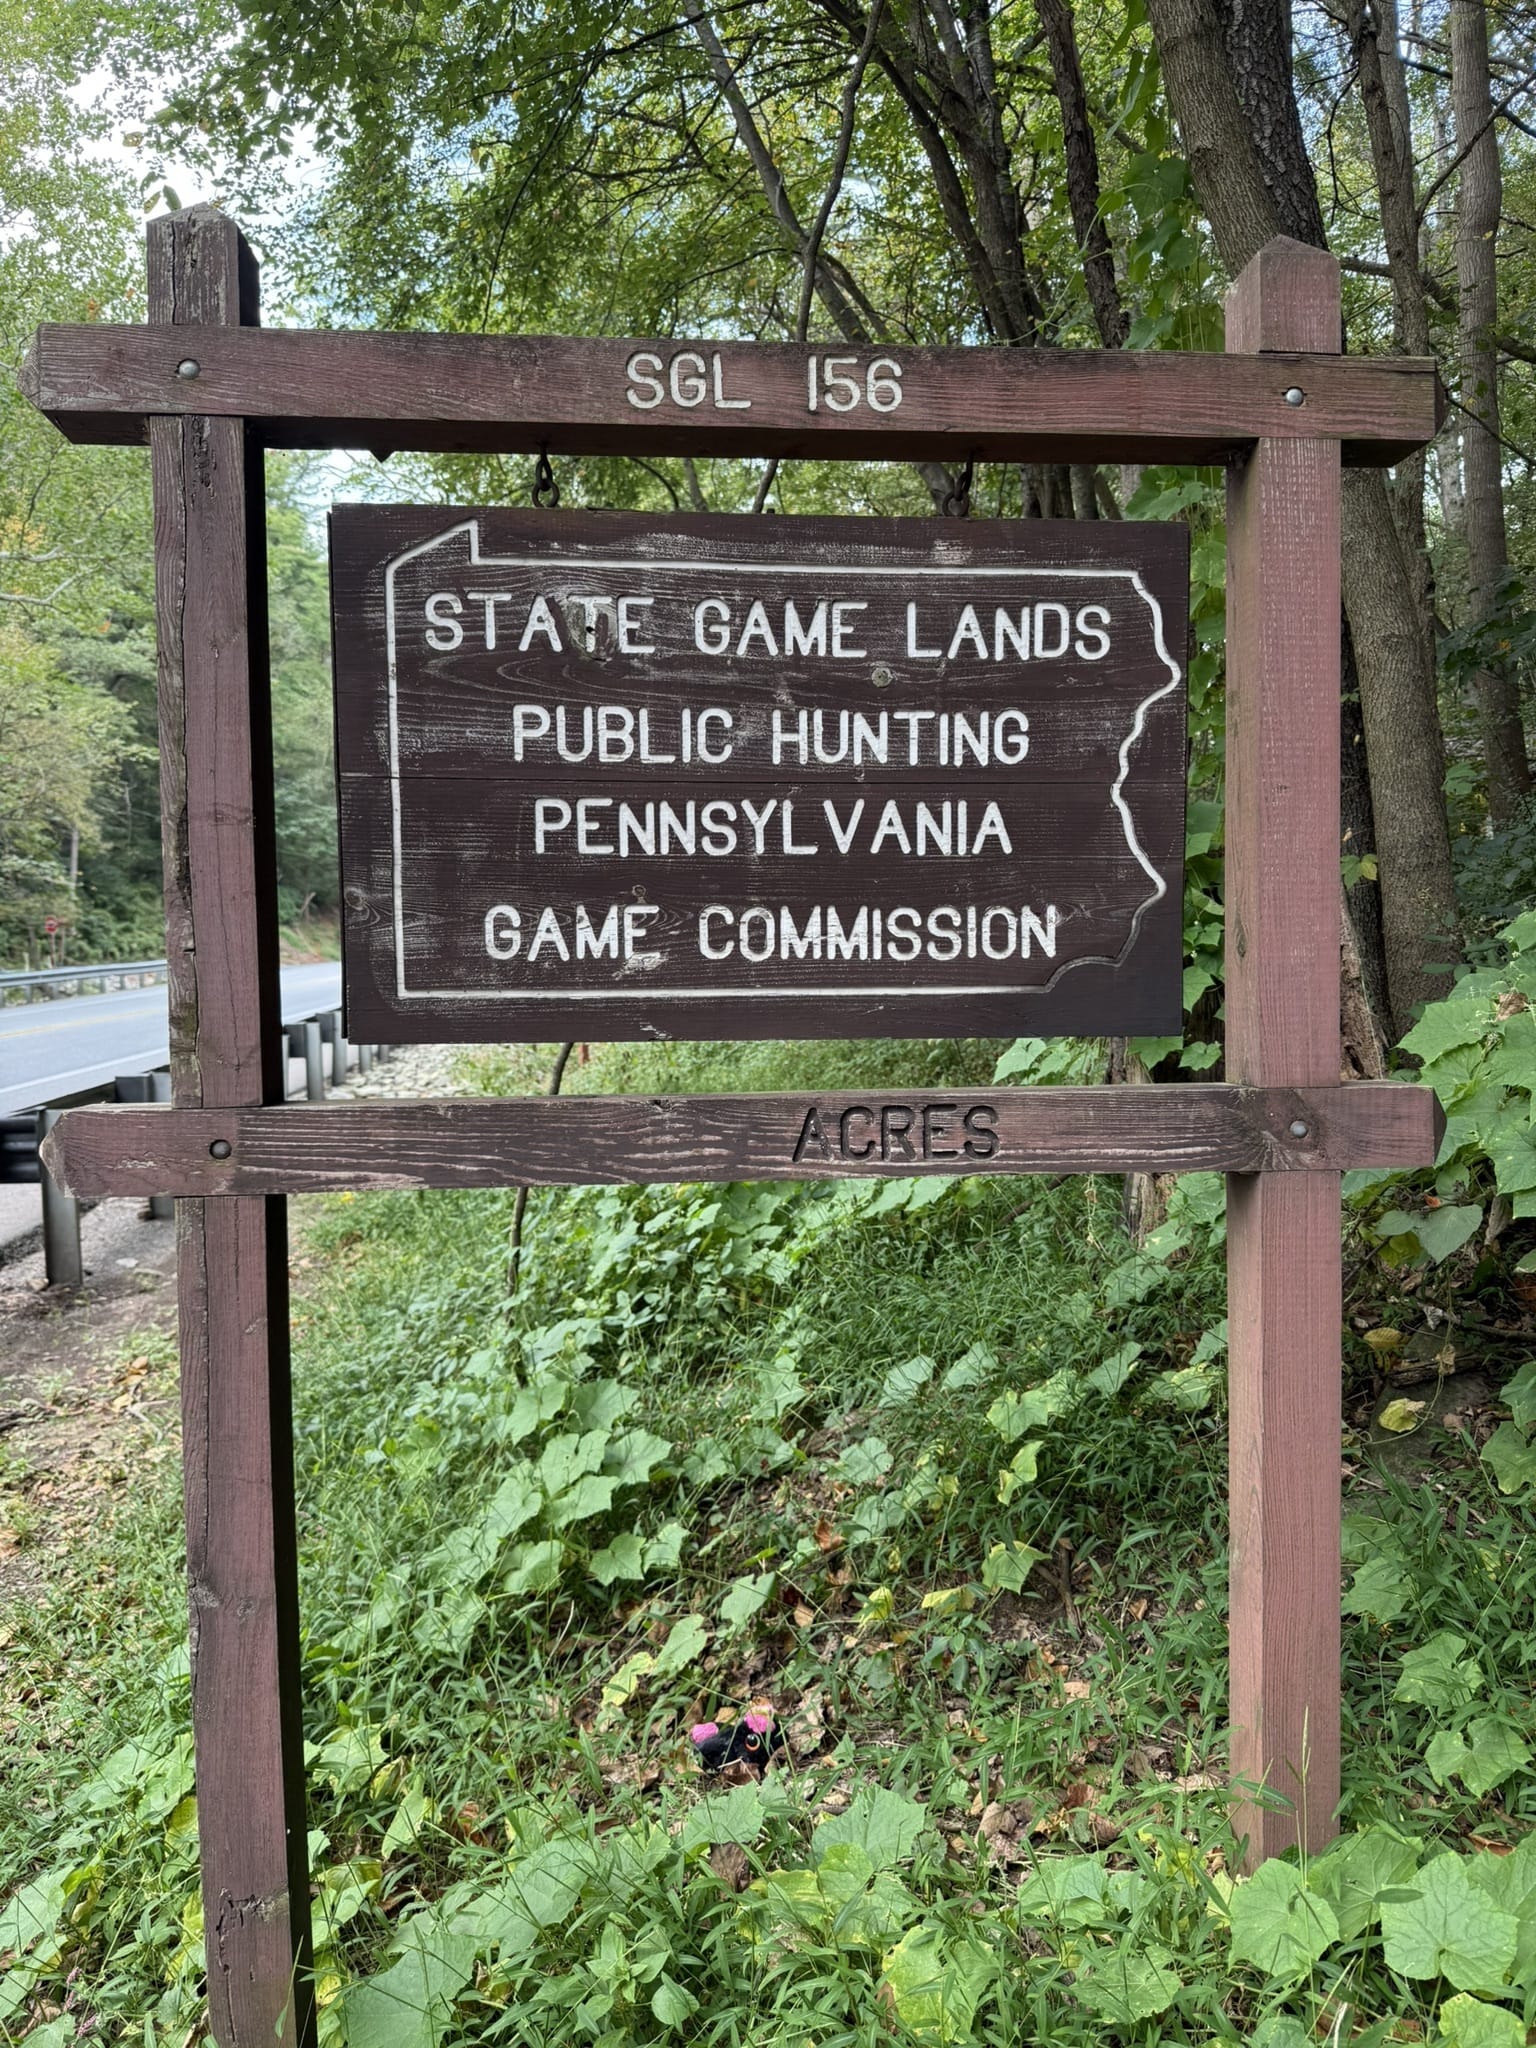 SGL 156
STATE GAME LANDS
PUBLIC HUNTING
PENNSYLVANIA
GAME COMMISSION
ACRES